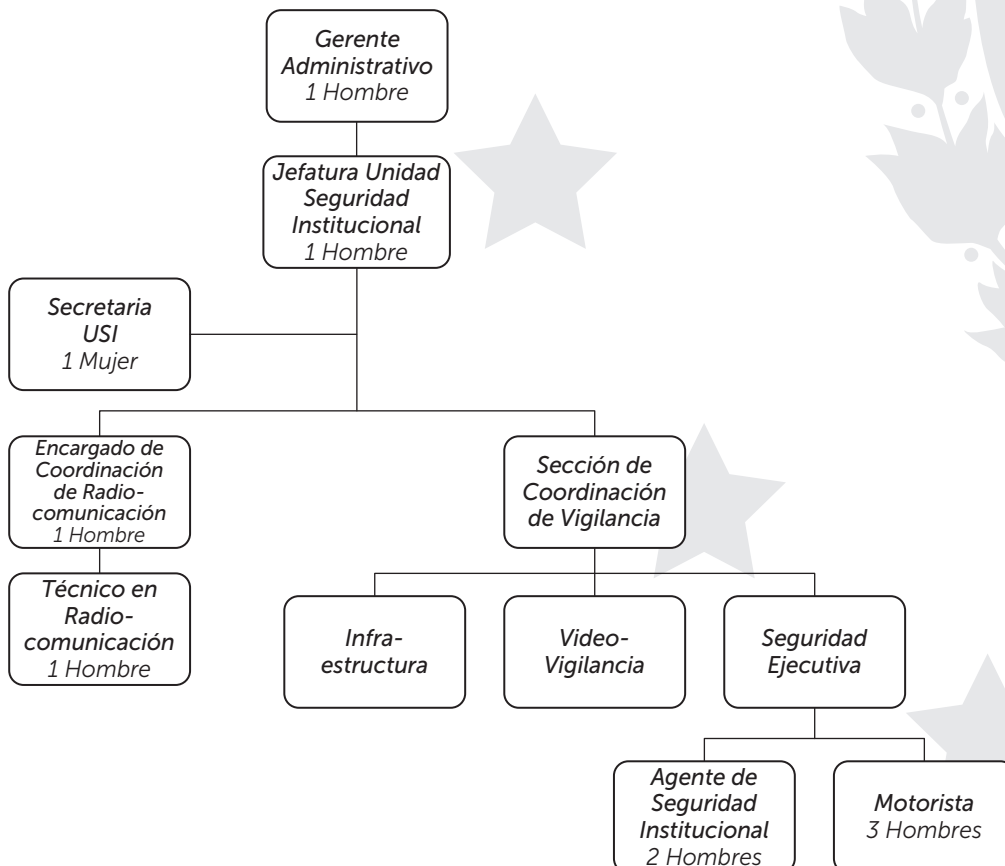 Gerente
Administrativo
1 Hombre
Jefatura Unidad
Seguridad
Institucional
1 Hombre
Secretaria
USI
1 Mujer
Encargado de
Coordinación
de Radio-
comunicación
1 Hombre
Técnico en
Radio-
comunicación
1 Hombre
Sección de
Coordinación
de Vigilancia
Infra-
estructura
Video-
Vigilancia
Seguridad
Ejecutiva
Agente de
Seguridad
Institucional
2 Hombres
Motorista
3 Hombres